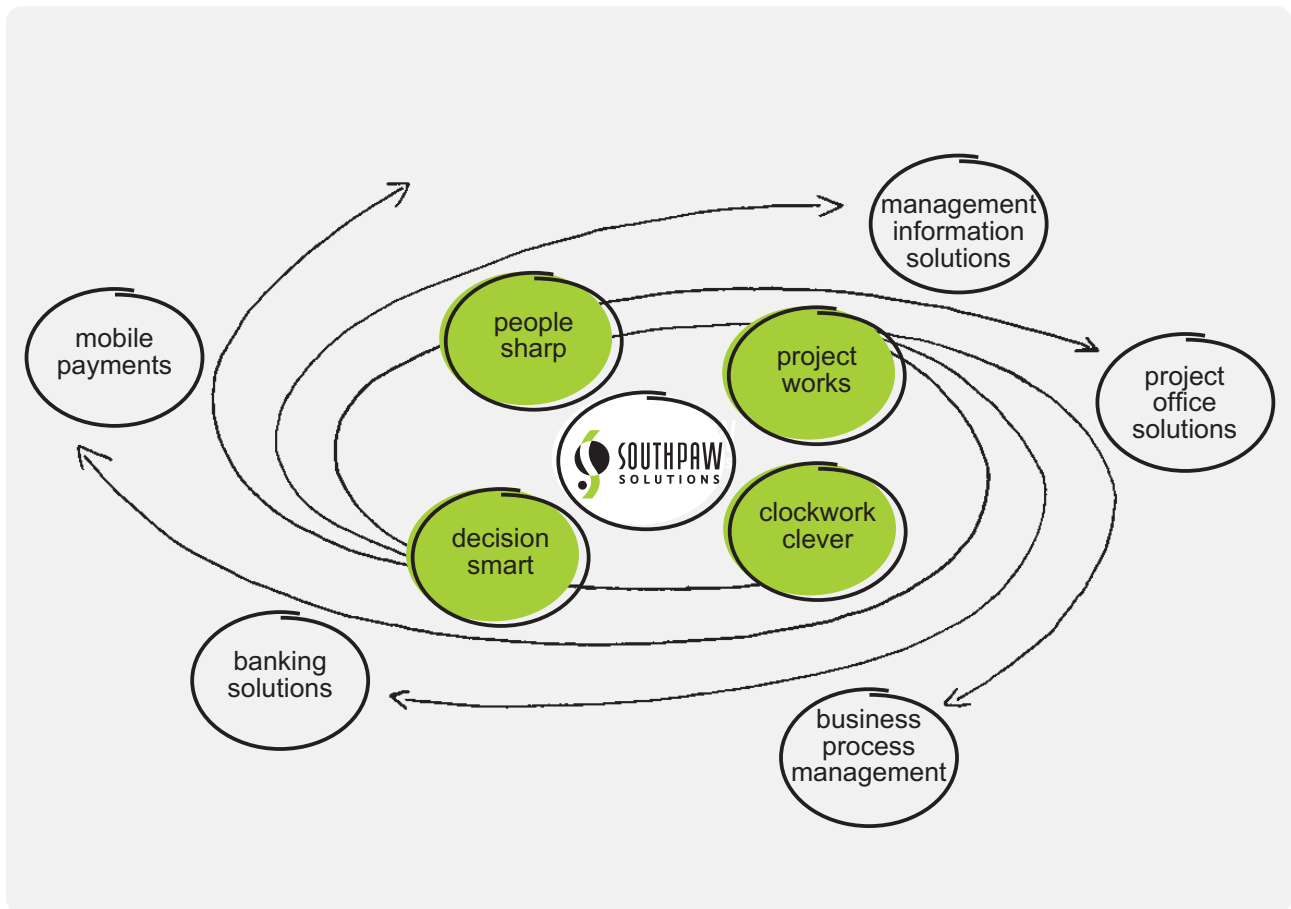 management
information
solutions
people
sharp
mobile
payments
project
works
project
office
solutions
SOUTHPAW
SOLUTIONS
clockwork
clever
decision
smart
banking
solutions
business
process
management